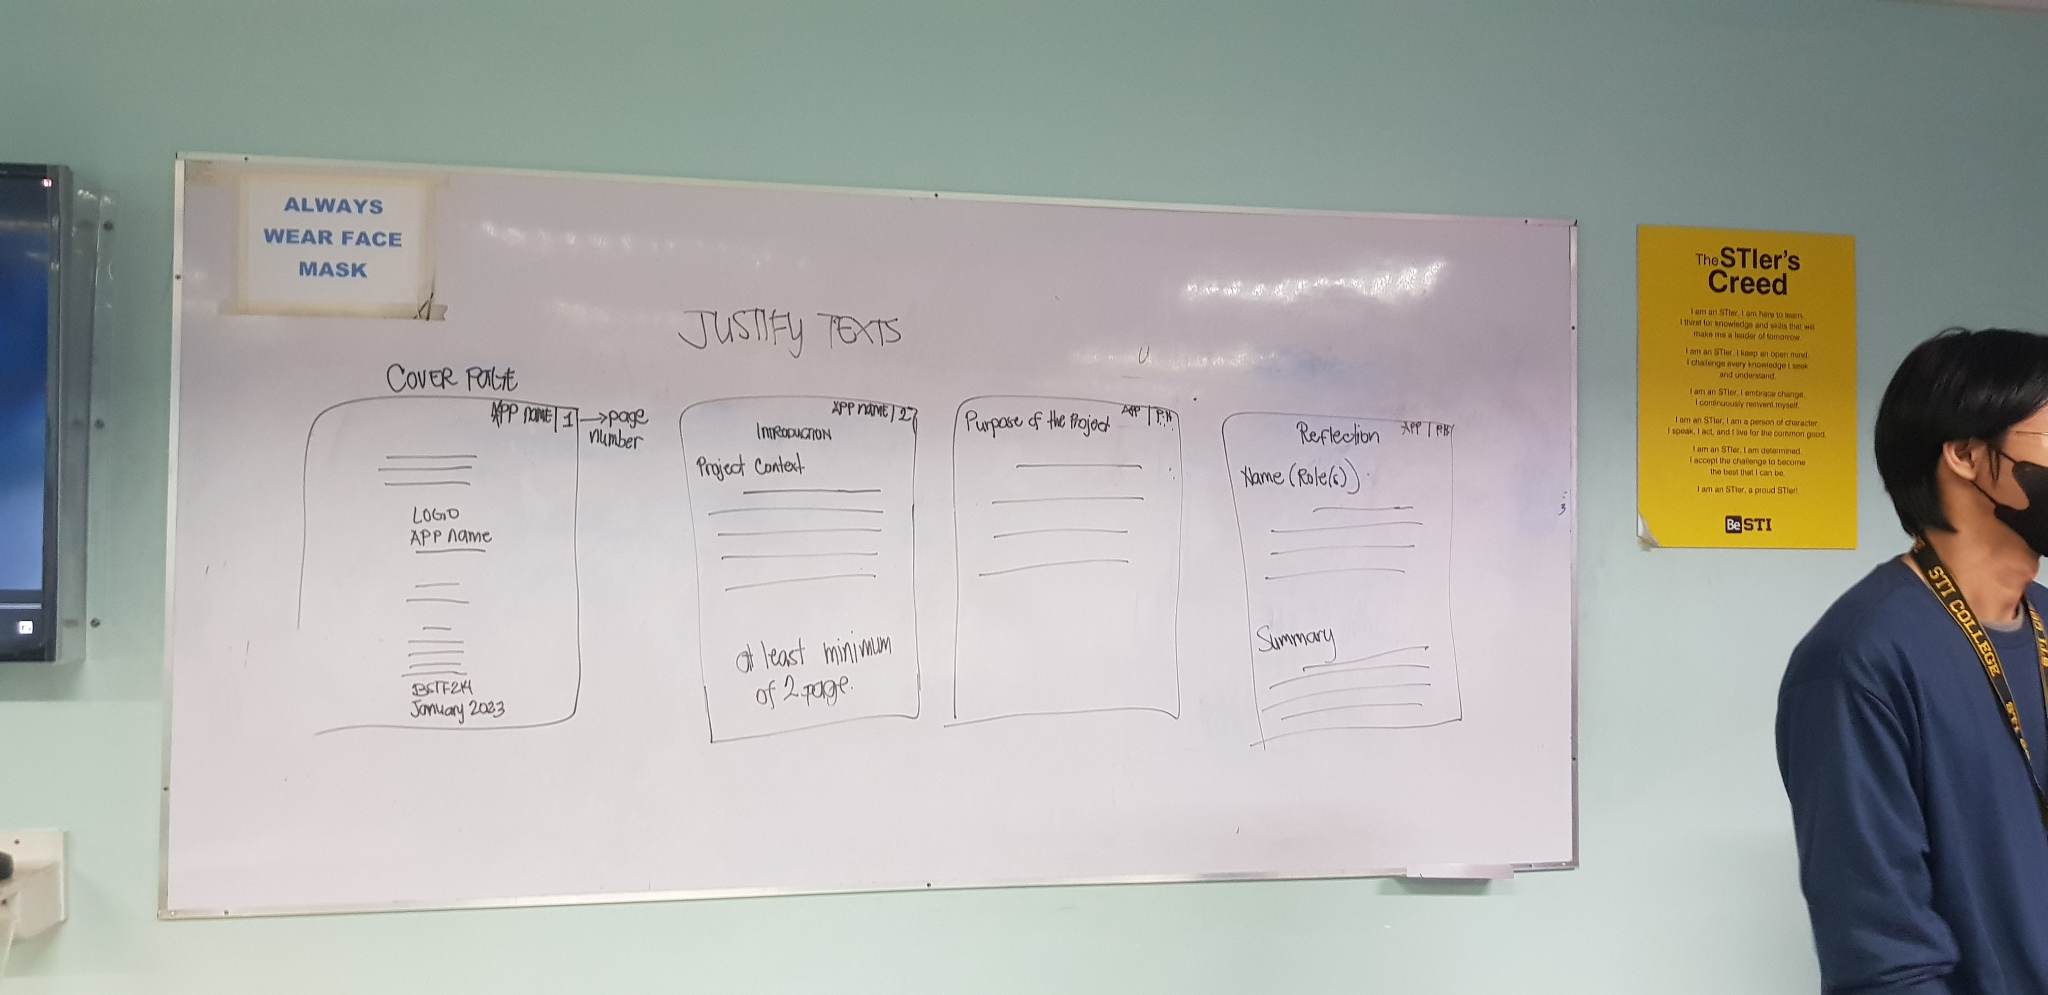 ALWAYS
WEAR FACE
MASK
JUSTIFY TEXTS
COVER PAGE
APP name | 1 → page
number
LOGO
APP name
January 2023
APP name | 2
INTRODUCTION
Project Context
at least minimum
of 2 page.
Purpose of the Project
APP | P.N
Reflection
APP | P.N
Name (Role(s))
Summary
The STIer's
Creed
I am an STIer, I am here to learn.
I thirst for knowledge and skills that will
make me a leader of tomorrow.
I am an STIer, I keep an open mind.
I challenge every knowledge I seek
and understand.
I am an STIer, I embrace change.
I continuously reinvent myself.
I am an STIer, I am a person of character.
I speak, I act, and I live for the common good.
I am an STIer, I am determined.
I accept the challenge to become
the best that I can be.
I am an STIer, a proud STIer!
Be STI
STI COLLEGE